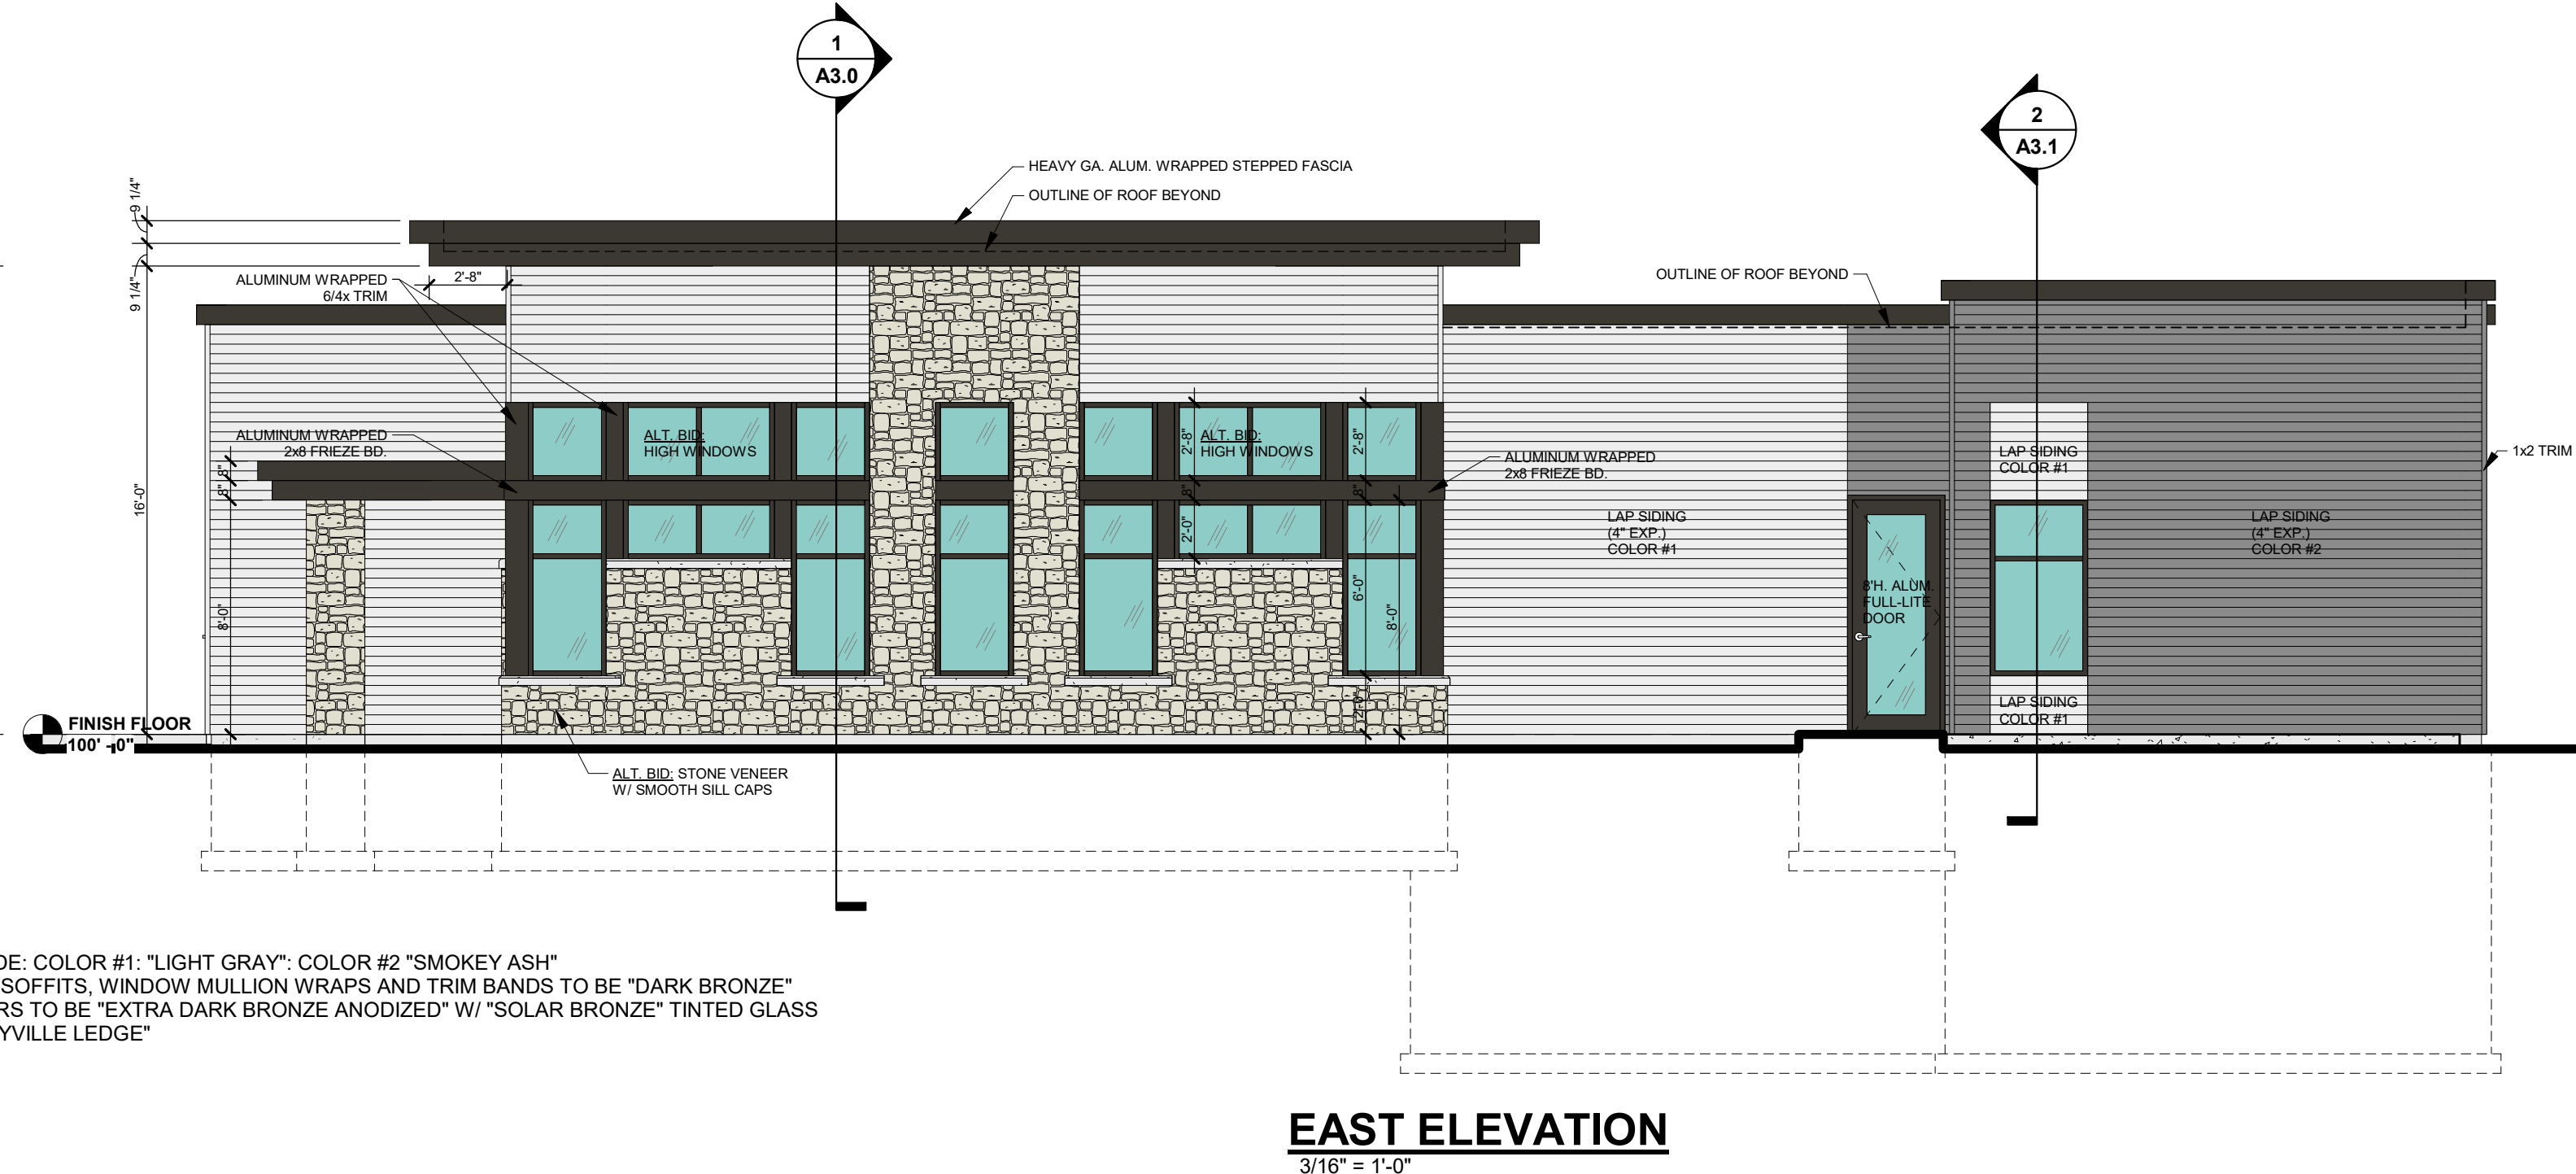 1
A3.0
2
A3.1
HEAVY GA. ALUM. WRAPPED STEPPED FASCIA
OUTLINE OF ROOF BEYOND
9 1/4"
9 1/4"
2'-8"
ALUMINUM WRAPPED
6/4x TRIM
OUTLINE OF ROOF BEYOND
ALUMINUM WRAPPED
2x8 FRIEZE BD.
ALT. BID:
HIGH WINDOWS
2'-8"
ALT. BID:
HIGH WINDOWS
2'-8"
ALUMINUM WRAPPED
2x8 FRIEZE BD.
LAP SIDING
COLOR #1
1x2 TRIM
8"
8"
16'-0"
8"
8"
2'-0"
LAP SIDING
(4" EXP.)
COLOR #1
LAP SIDING
(4" EXP.)
COLOR #2
8'-0"
6'-0"
8'-0"
8'H. ALUM.
FULL-LITE
DOOR
2'-0"
LAP SIDING
COLOR #1
FINISH FLOOR
100' -0"
ALT. BID: STONE VENEER
W/ SMOOTH SILL CAPS
DE: COLOR #1: "LIGHT GRAY": COLOR #2 "SMOKEY ASH"
SOFFITS, WINDOW MULLION WRAPS AND TRIM BANDS TO BE "DARK BRONZE"
RS TO BE "EXTRA DARK BRONZE ANODIZED" W/ "SOLAR BRONZE" TINTED GLASS
YVILLE LEDGE"
EAST ELEVATION
3/16" = 1'-0"